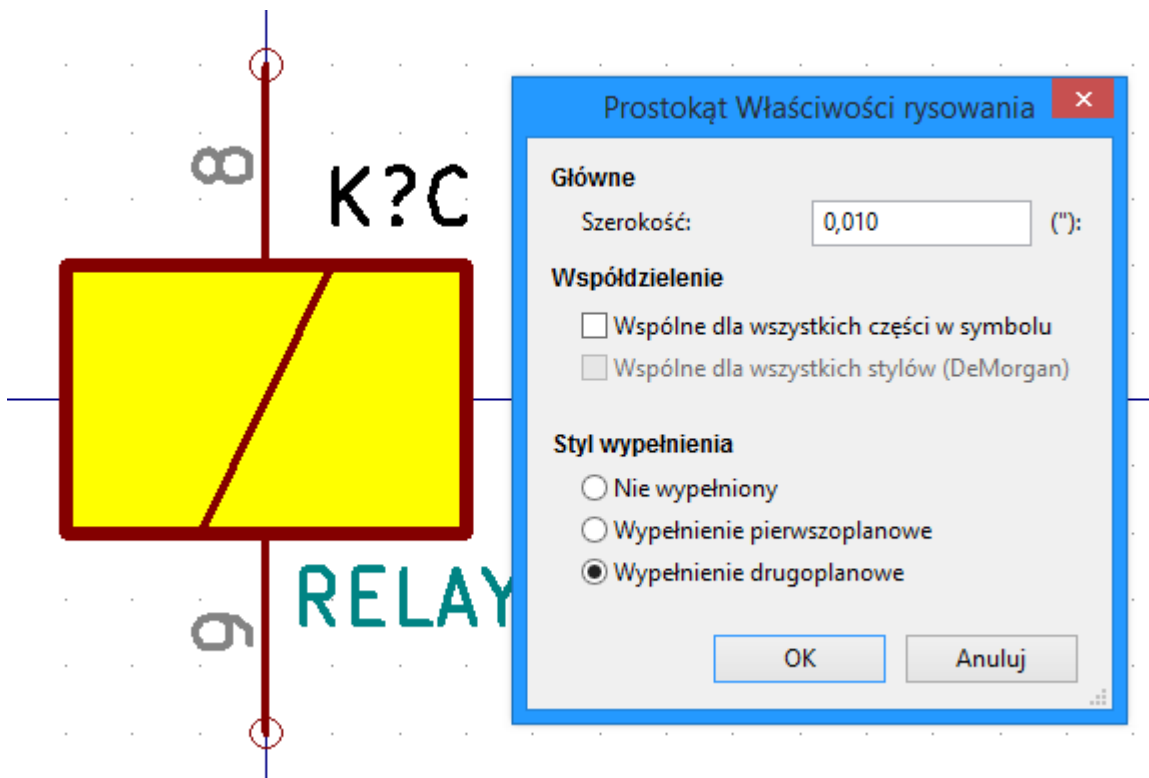 8
K?C
RELAY
9
Prostokąt Właściwości rysowania
Główne
Szerokość: 0,010 ("):
Współdzielenie
Wspólne dla wszystkich części w symbolu
Wspólne dla wszystkich stylów (DeMorgan)
Styl wypełnienia
Nie wypełniony
Wypełnienie pierwszoplanowe
Wypełnienie drugoplanowe
OK Anuluj